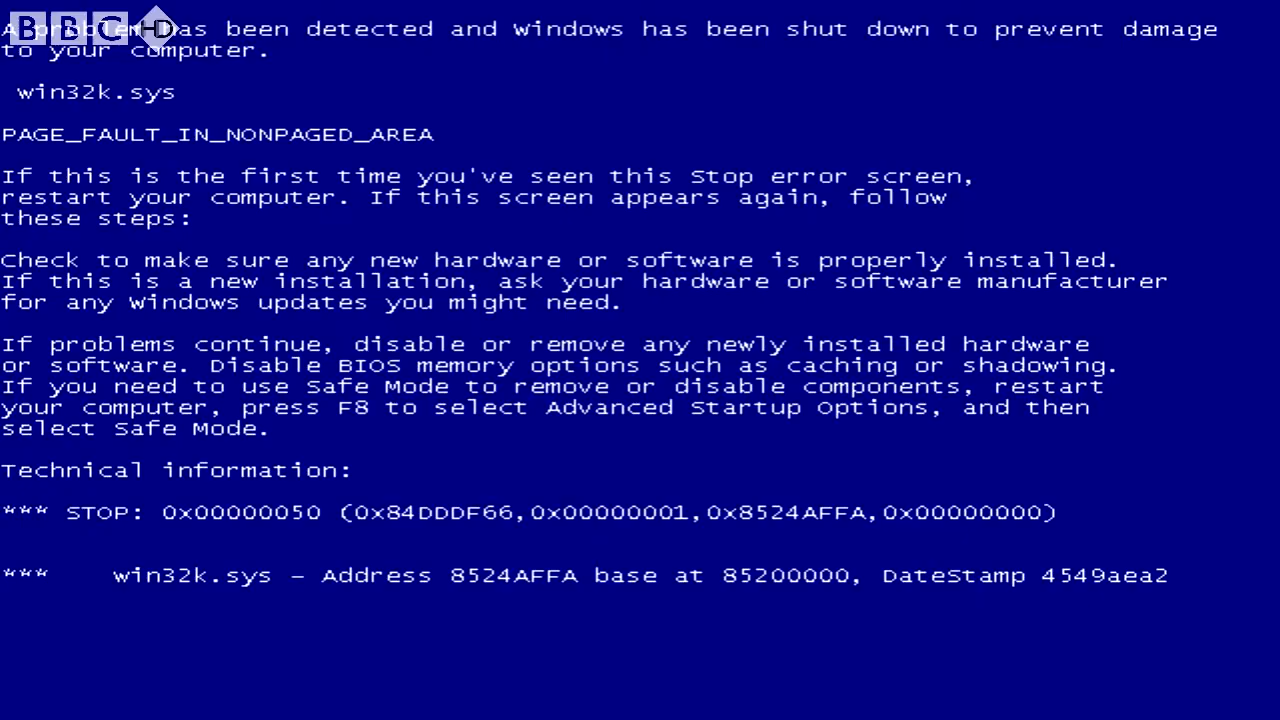 BBC HD
A problem has been detected and Windows has been shut down to prevent damage
to your computer.
win32k.sys
PAGE_FAULT_IN_NONPAGED_AREA
If this is the first time you've seen this Stop error screen,
restart your computer. If this screen appears again, follow
these steps:
Check to make sure any new hardware or software is properly installed.
If this is a new installation, ask your hardware or software manufacturer
for any Windows updates you might need.
If problems continue, disable or remove any newly installed hardware
or software. Disable BIOS memory options such as caching or shadowing.
If you need to use Safe Mode to remove or disable components, restart
your computer, press F8 to select Advanced Startup Options, and then
select Safe Mode.
Technical information:
*** STOP: 0x00000050 (0x84DDDF66,0x00000001,0x8524AFFA,0x00000000)
*** win32k.sys – Address 8524AFFA base at 85200000, DateStamp 4549aea2